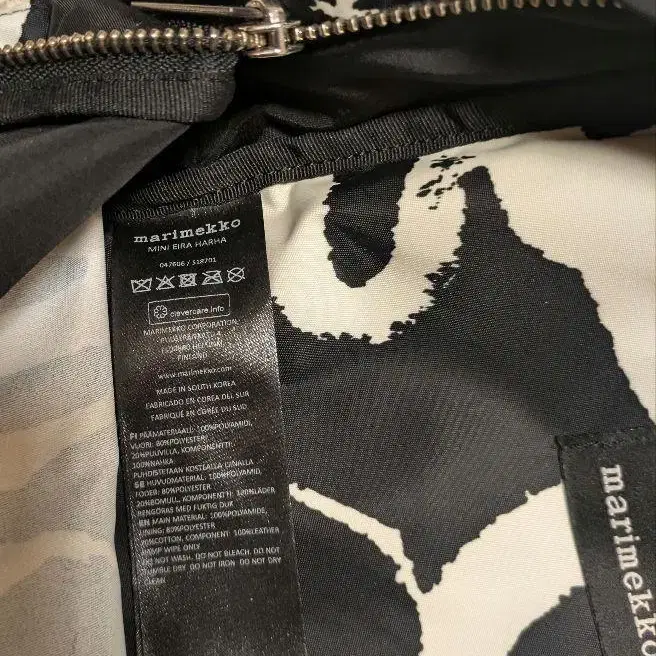 marimekko
MINI EIRA HARHA
047606 / 318701
clevercare.info
MARIMEKKO CORPORATION
HELSINKI
FINLAND
www.marimekko.com
MADE IN SOUTH KOREA
FABRICADO EN COREA DEL SUR
FABRIQUÉ EN CORÉE DU SUD
FI PÄÄMATERIAALI: 100%POLYAMIDI,
VUORI: 80%POLYESTERI
20%PUUVILLA, KOMPONENTTI:
100%NAHKA
PUHDISTETAAN KOSTEALLA LIINALLA
SE HUVUDMATERIAL: 100%POLYAMID,
FODER: 80%POLYESTER
20%BOMULL, KOMPONENT: 100%LÄDER
RENGÖRAS MED FUKTIG DUK
EN MAIN MATERIAL: 100%POLYAMIDE,
LINING: 80%POLYESTER
20%COTTON, COMPONENT: 100%LEATHER
DAMP WIPE ONLY
DO NOT WASH DO NOT BLEACH DO NOT
TUMBLE DRY DO NOT IRON DO NOT DRY
CLEAN
marimekko